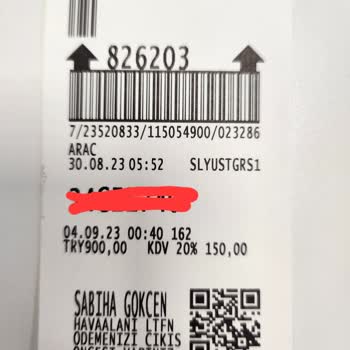 826203
7/23520833/115054900/023286
ARAC
30.08.23 05:52 SLYUSTGRS1
04.09.23 00:40 162
TRY900,00 KDV 20% 150,00
SABIHA GOKCEN
HAVAALANI LTFN
ODEMENIZI CIKIS